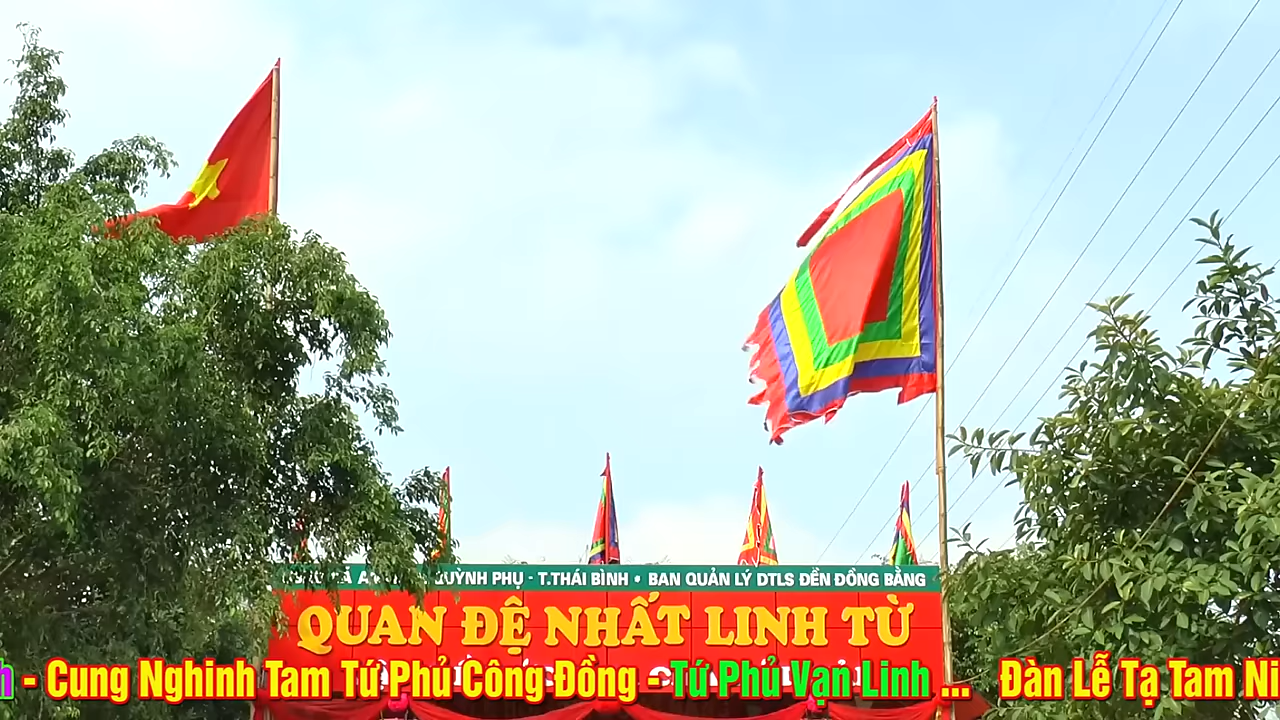 QUỲNH PHỤ - T.THÁI BÌNH • BAN QUẢN LÝ DTLS ĐỀN ĐỒNG BẰNG
QUAN ĐỆ NHẤT LINH TỪ
- Cung Nghinh Tam Tứ Phủ Công Đồng - Tứ Phủ Vạn Linh ... Đàn Lễ Tạ Tam Ni